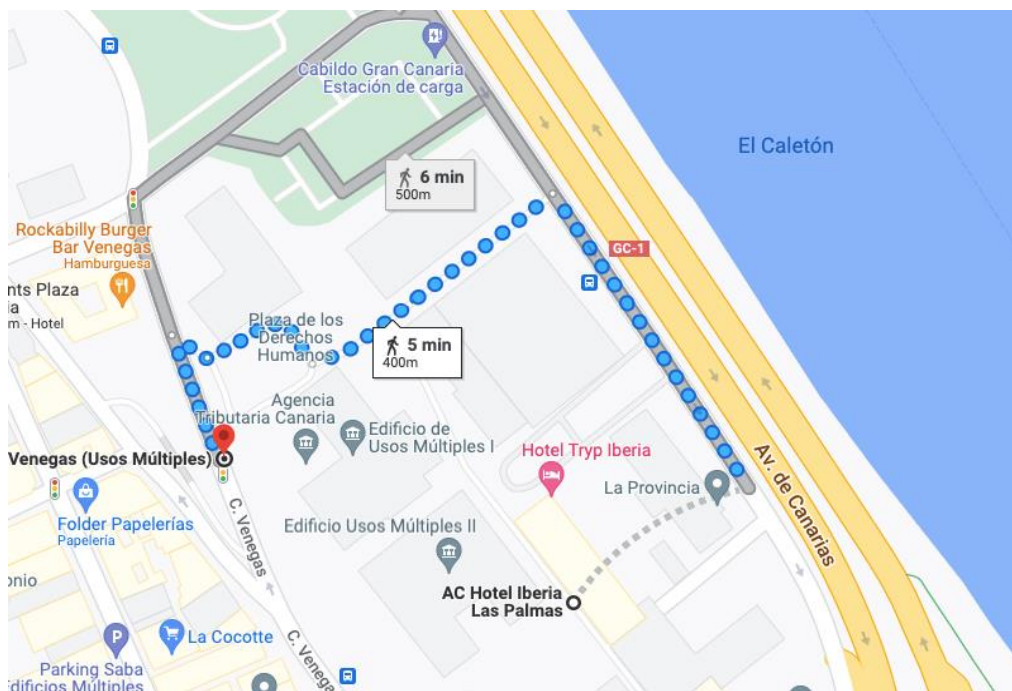 Cabildo Gran Canaria
Estación de carga
El Caletón
6 min
500m
Rockabilly Burger
Bar Venegas
Hamburguesa
GC-1
nts Plaza
ia
m - Hotel
Plaza de los
Derechos
Humanos
5 min
400m
Agencia
Tributaria Canaria
Edificio de
Usos Múltiples I
Hotel Tryp Iberia
Venegas (Usos Múltiples)
La Provincia
Av. de Canarias
Folder Papelerías
Papelería
C. Venegas
Edificio Usos Múltiples II
AC Hotel Iberia
Las Palmas
onio
La Cocotte
C. Venegas
P
Parking Saba
Edificios Múltiples